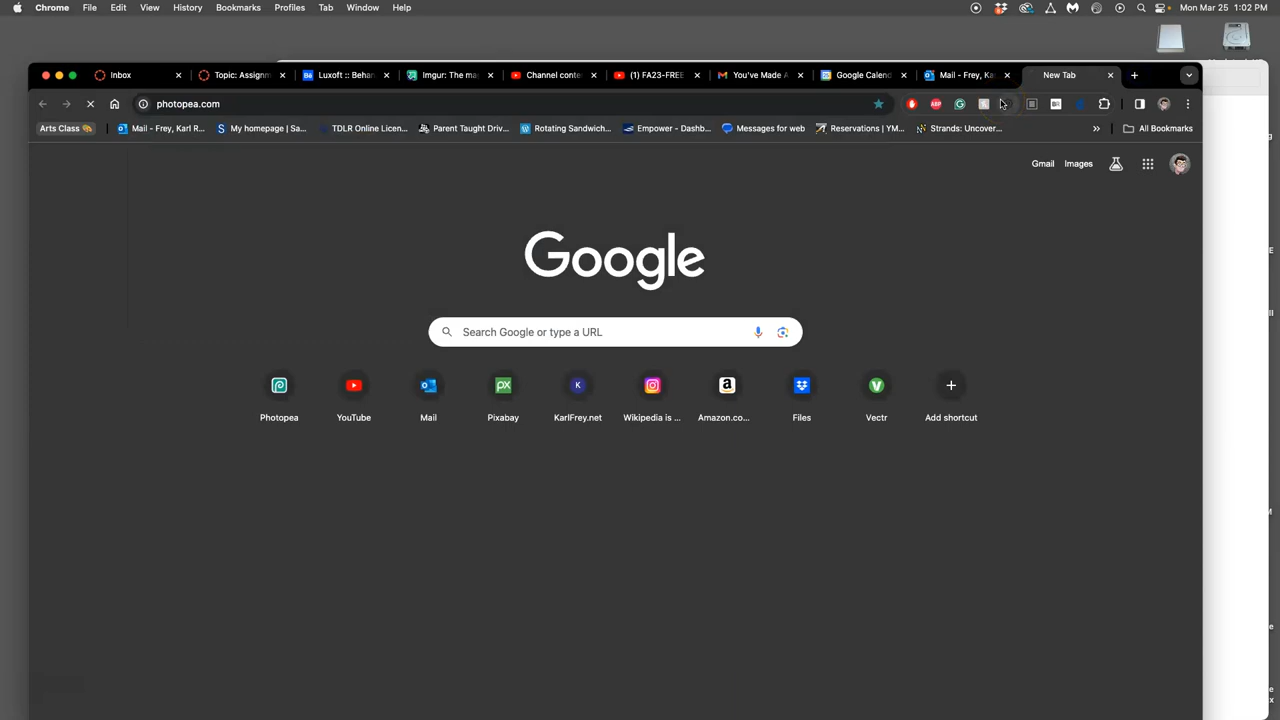 Chrome File Edit View History Bookmarks Profiles Tab Window Help Mon Mar 25 1:02 PM
Inbox Topic: Assignm Luxoft :: Behan Imgur: The ma Channel conte (1) FA23-FREE You've Made A Google Calend Mail - Frey, Ka New Tab
photopea.com
Arts Class Mail - Frey, Karl R... My homepage | Sa... TDLR Online Licen... Parent Taught Driv... Rotating Sandwich... Empower - Dashb... Messages for web Reservations | YM... Strands: Uncover... All Bookmarks
Gmail Images
Google
Search Google or type a URL
Photopea YouTube Mail Pixabay KarlFrey.net Wikipedia is ... Amazon.co... Files Vectr Add shortcut